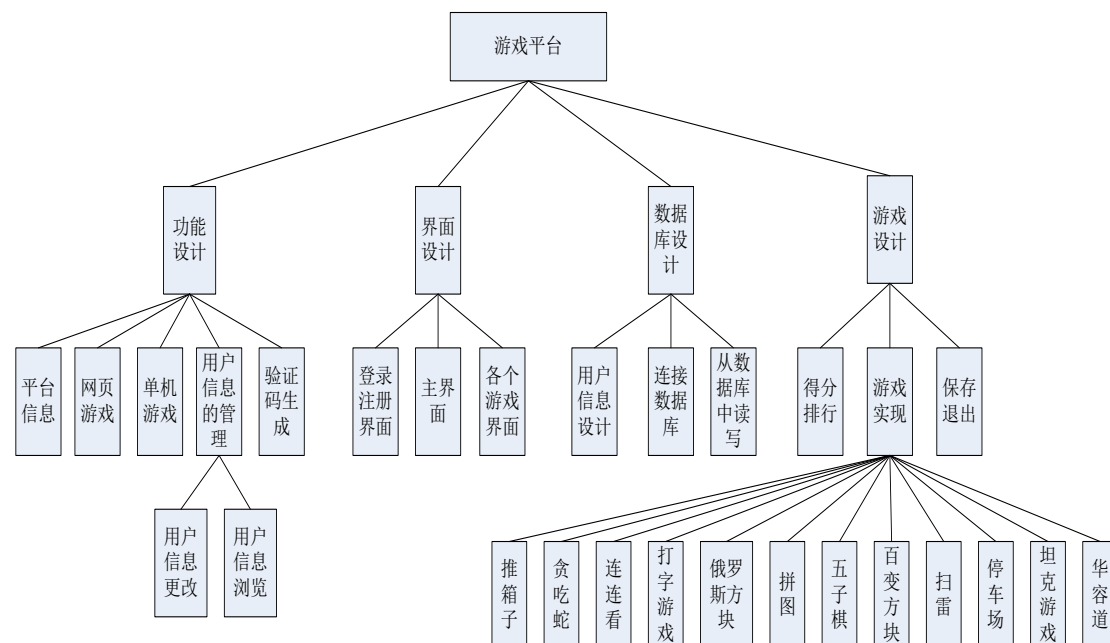 游戏平台
功能
设计
界面
设计
数据
库设
计
游戏
设计
平台
信息
网页
游戏
单机
游戏
用户
信息
的管
理
验证
码生
成
登录
注册
界面
主界
面
各个
游戏
界面
用户
信息
设计
连接
数据
库
从数
据库
中读
写
得分
排行
游戏
实现
保存
退出
用户
信息
更改
用户
信息
浏览
推
箱
子
贪
吃
蛇
连
连
看
打
字
游
戏
俄罗
斯方
块
拼
图
五
子
棋
百
变
方
块
扫
雷
停
车
场
坦
克
游
戏
华
容
道